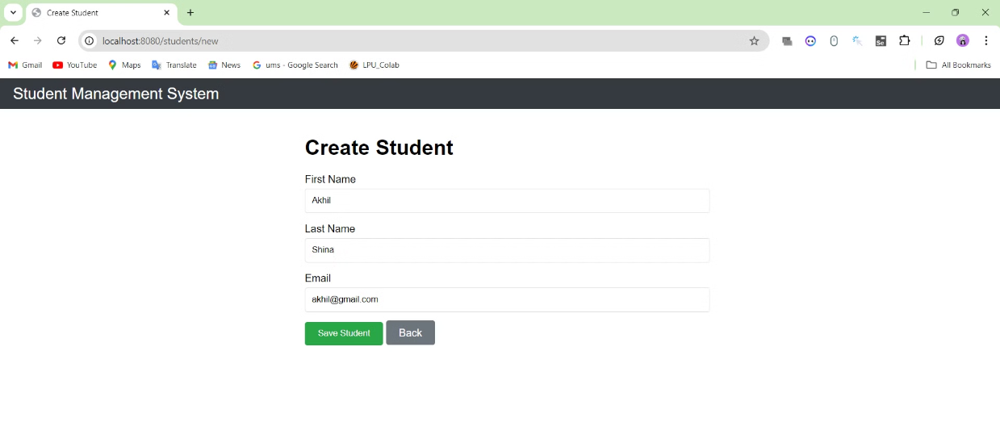 Create Student
localhost:8080/students/new
Se
Gmail YouTube Maps Translate News ums - Google Search LPU_Colab All Bookmarks
Student Management System
Create Student
First Name
Akhil
Last Name
Shina
Email
akhil@gmail.com
Save Student Back